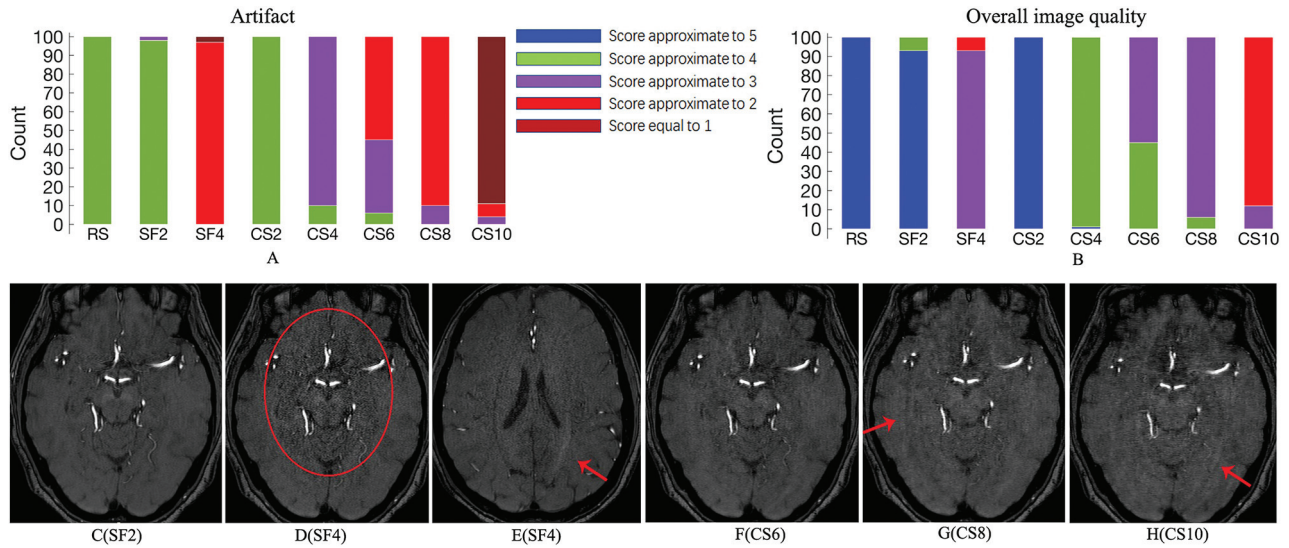 Artifact
Count
100
90
80
70
60
50
40
30
20
10
0
RS SF2 SF4 CS2 CS4 CS6 CS8 CS10
A
Score approximate to 5
Score approximate to 4
Score approximate to 3
Score approximate to 2
Score equal to 1
Overall image quality
Count
100
90
80
70
60
50
40
30
20
10
0
RS SF2 SF4 CS2 CS4 CS6 CS8 CS10
B
C(SF2) D(SF4) E(SF4) F(CS6) G(CS8) H(CS10)